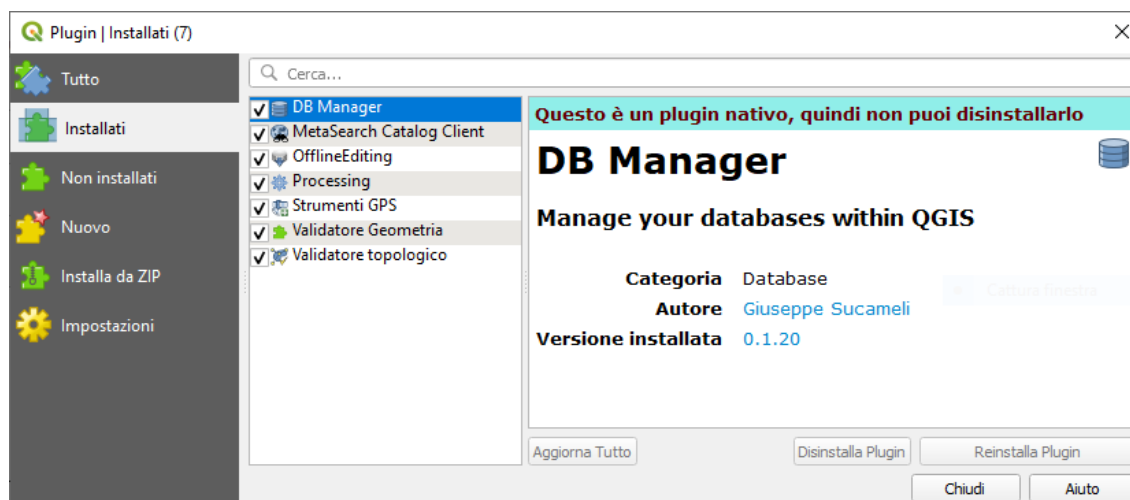 Plugin | Installati (7)
Tutto
Installati
Non installati
Nuovo
Installa da ZIP
Impostazioni
Cerca...
DB Manager
MetaSearch Catalog Client
OfflineEditing
Processing
Strumenti GPS
Validatore Geometria
Validatore topologico
Questo è un plugin nativo, quindi non puoi disinstallarlo
DB Manager
Manage your databases within QGIS
Categoria Database
Cattura finestra
Autore Giuseppe Sucameli
Versione installata 0.1.20
Aggiorna Tutto Disinstalla Plugin Reinstalla Plugin
Chiudi Aiuto